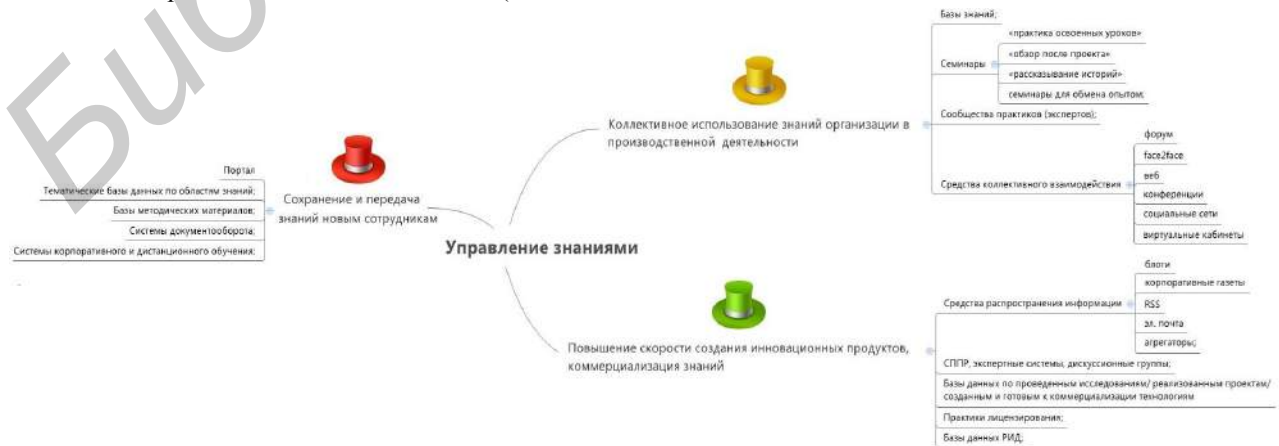 Управление знаниями
Сохранение и передача
знаний новым сотрудникам
Портал
Тематические базы данных по областям знаний;
Базы методических материалов;
Системы документооборота;
Системы корпоративного и дистанционного обучения;
Коллективное использование знаний организации в
производственной деятельности
Базы знаний;
Семинары
«практика освоенных уроков»
«обзор после проекта»
«рассказывание историй»
семинары для обмена опытом;
Сообщества практиков (экспертов);
Средства коллективного взаимодействия
форум
face2face
веб
конференции
социальные сети
виртуальные кабинеты
Повышение скорости создания инновационных продуктов,
коммерциализация знаний
Средства распространения информации
блоги
корпоративные газеты
RSS
эл. почта
агрегаторы;
СППР, экспертные системы, дискуссионные группы;
Базы данных по проведенным исследованиям/ реализованным проектам/
созданным и готовым к коммерциализации технологиям
Практики лицензирования;
Базы данных РИД;